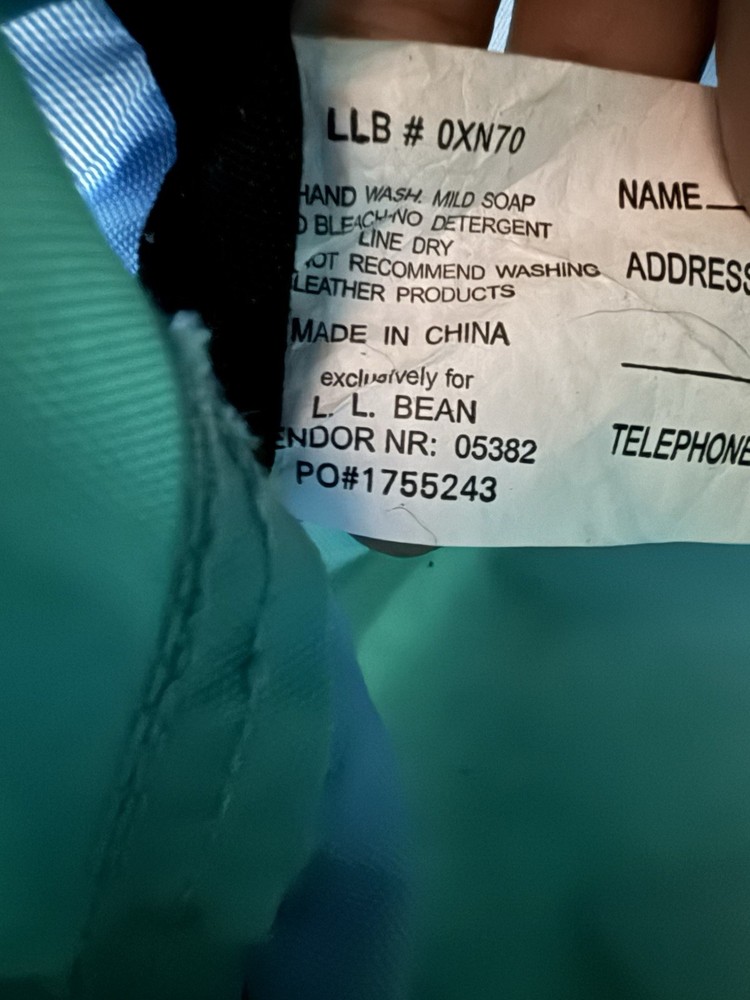 LLB # 0XN70
HAND WASH. MILD SOAP
BLEACH NO DETERGENT
LINE DRY
RECOMMEND WASHING
LEATHER PRODUCTS
MADE IN CHINA
exclusively for
L. L. BEAN
ENDOR NR: 05382
PO#1755243
NAME
ADDRESS
TELEPHONE